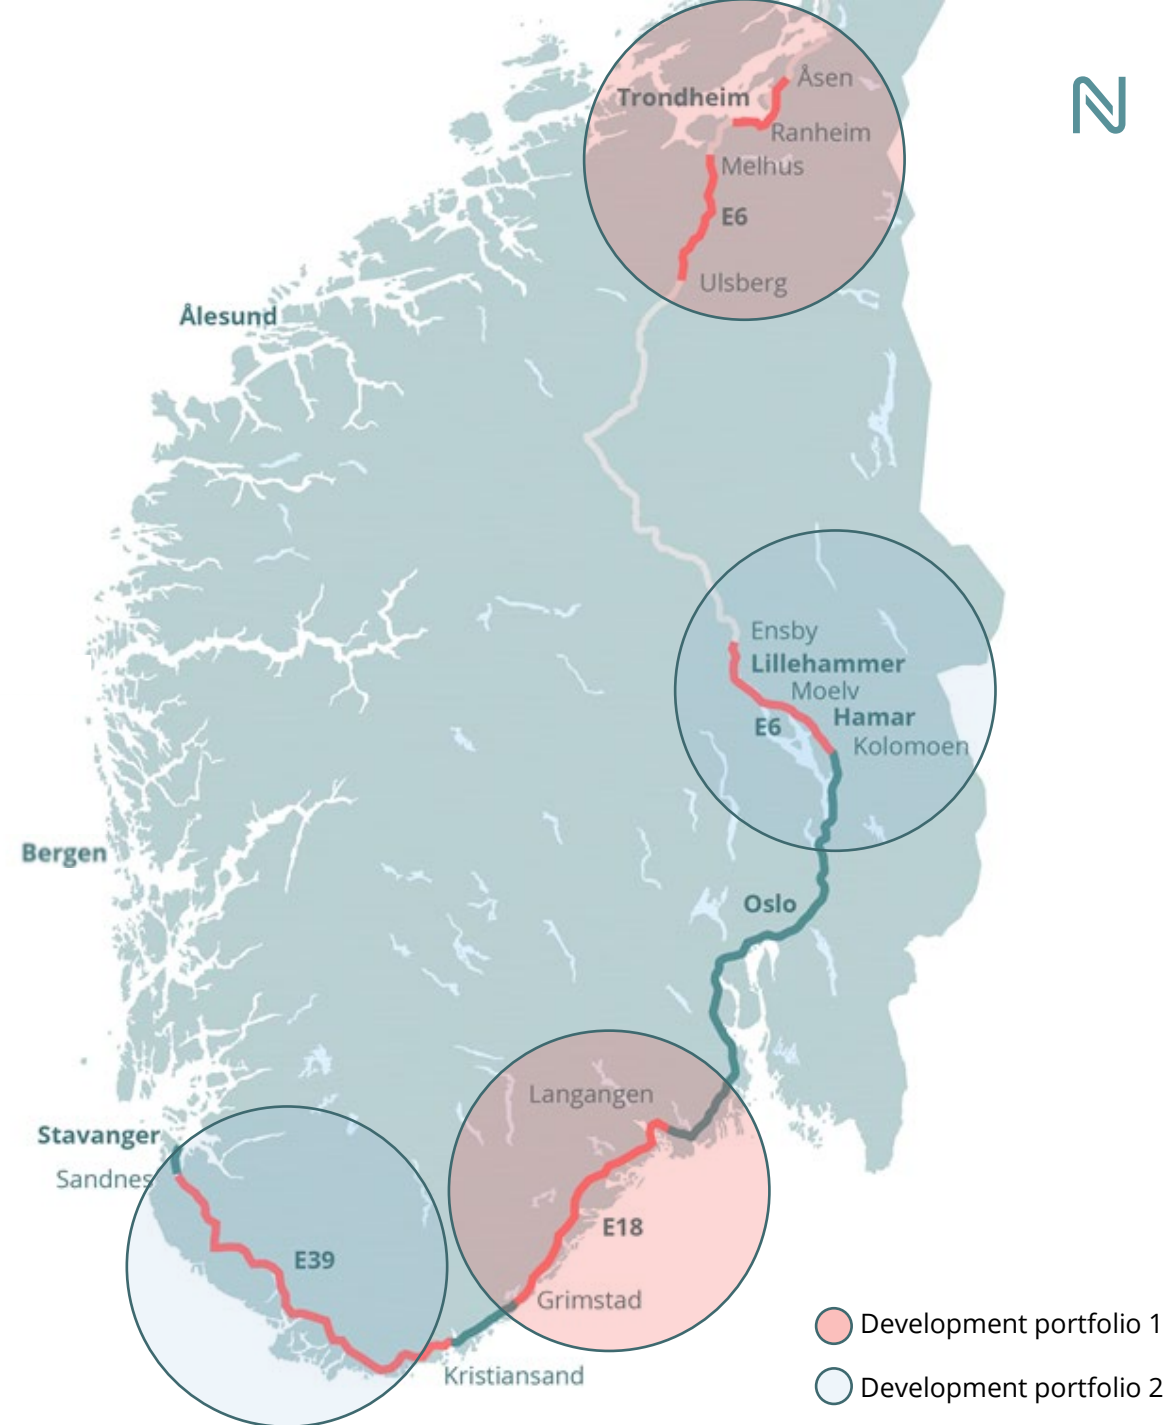 Åsen
Trondheim
Ranheim
Melhus
E6
Ulsberg
Ålesund
Ensby
Lillehammer
Moelv
Hamar
E6
Kolomoen
Bergen
Oslo
Langangen
Stavanger
Sandnes
E18
E39
Grimstad
Kristiansand
Development portfolio 1
Development portfolio 2